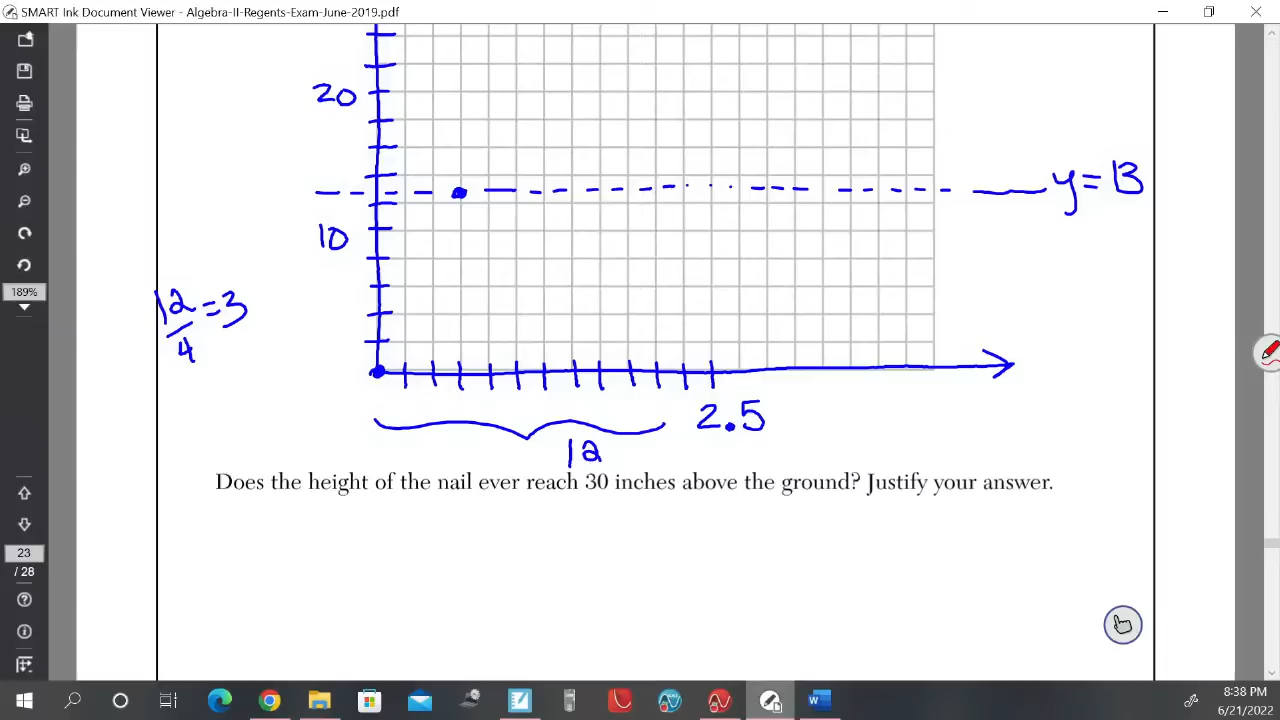 SMART Ink Document Viewer - Algebra-II-Regents-Exam-June-2019.pdf
20
y=13
10
189%
12/4=3
2.5
12
Does the height of the nail ever reach 30 inches above the ground? Justify your answer.
23
/ 28
8:38 PM
6/21/2022